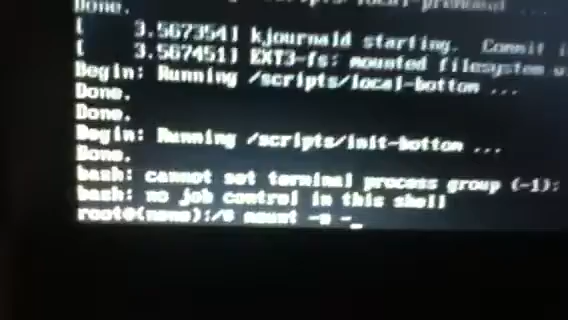 Done.
[ 3.567354] kjournald starting. Commit i
[ 3.567451] EXT3-fs: mounted filesystem w
Begin: Running /scripts/local-bottom ...
Done.
Done.
Begin: Running /scripts/init-bottom ...
Done.
bash: cannot set terminal process group (-1):
bash: no job control in this shell
root@(none):/# mount -n -_